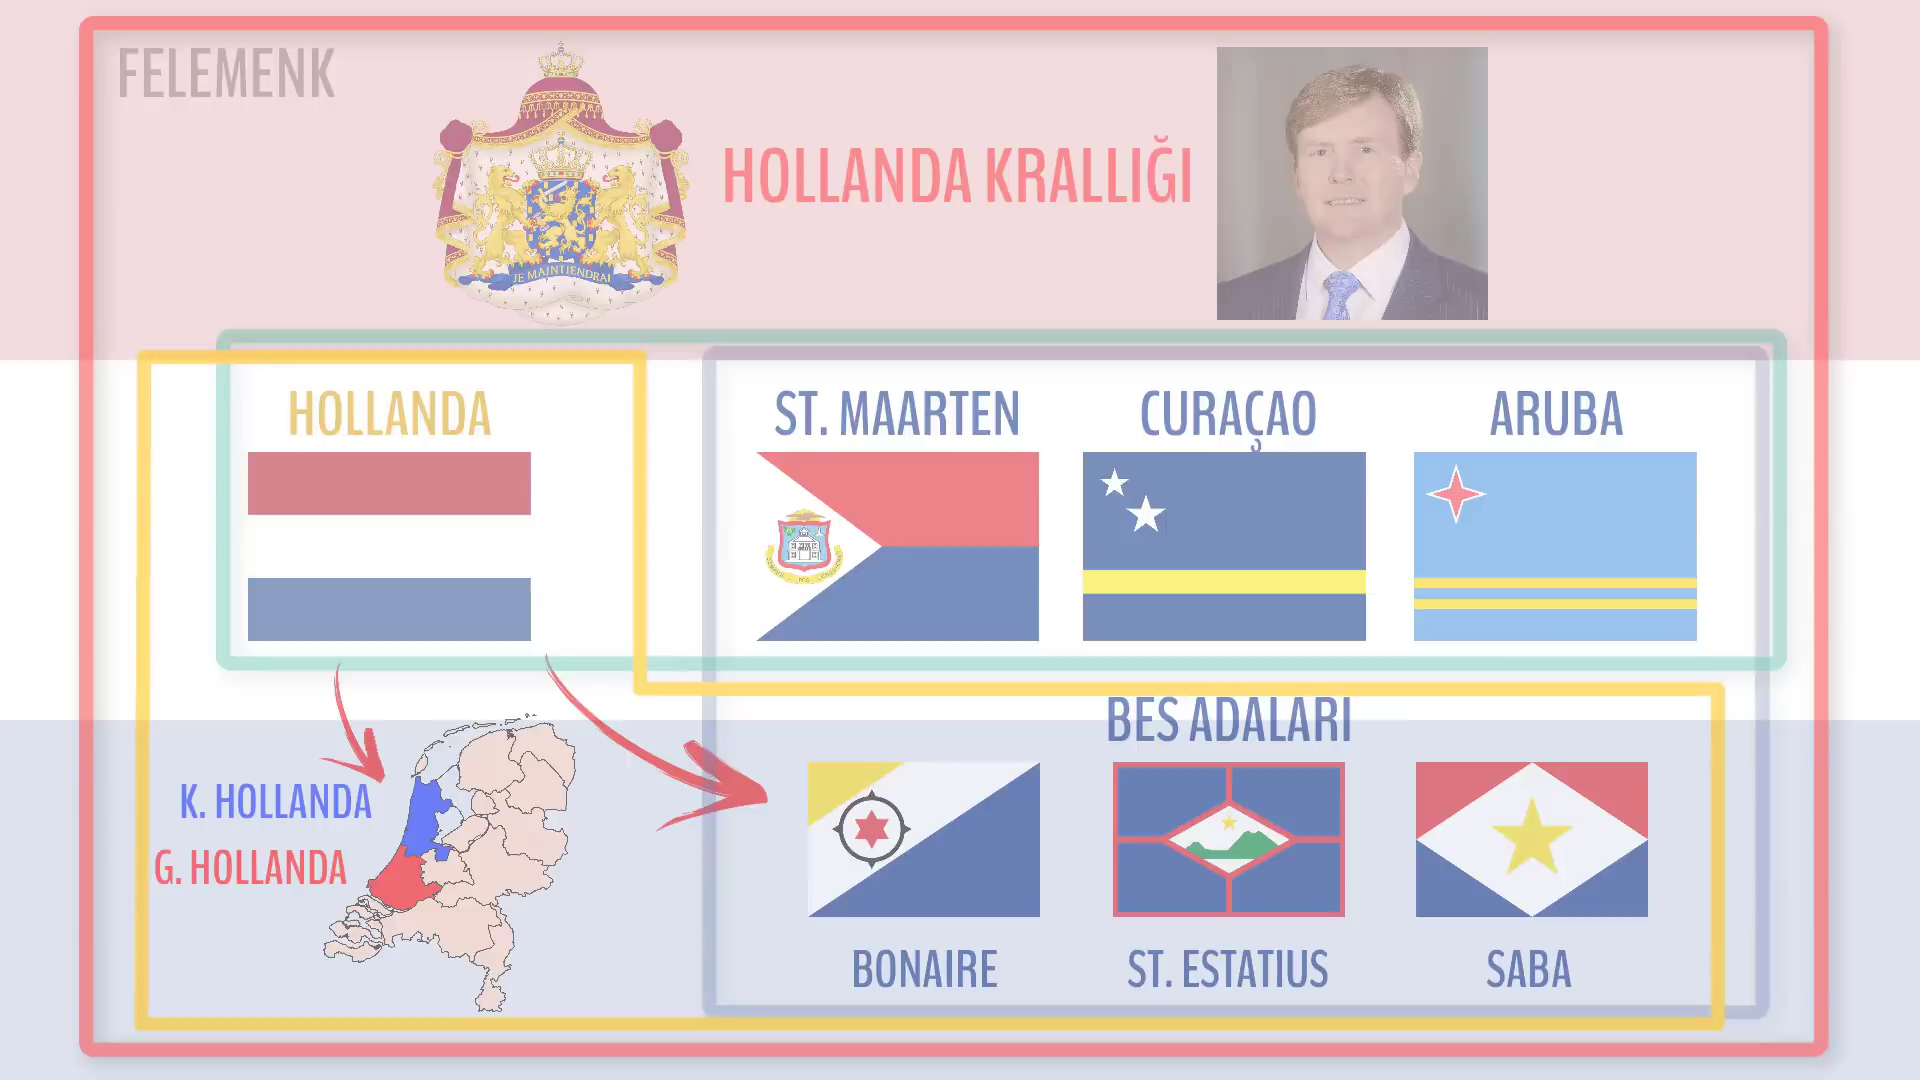 FELEMENK
JE MAINTIENDRAI
HOLLANDA KRALLIĞI
HOLLANDA
ST. MAARTEN
CURAÇAO
ARUBA
BES ADALARI
K. HOLLANDA
G. HOLLANDA
BONAIRE
ST. ESTATIUS
SABA